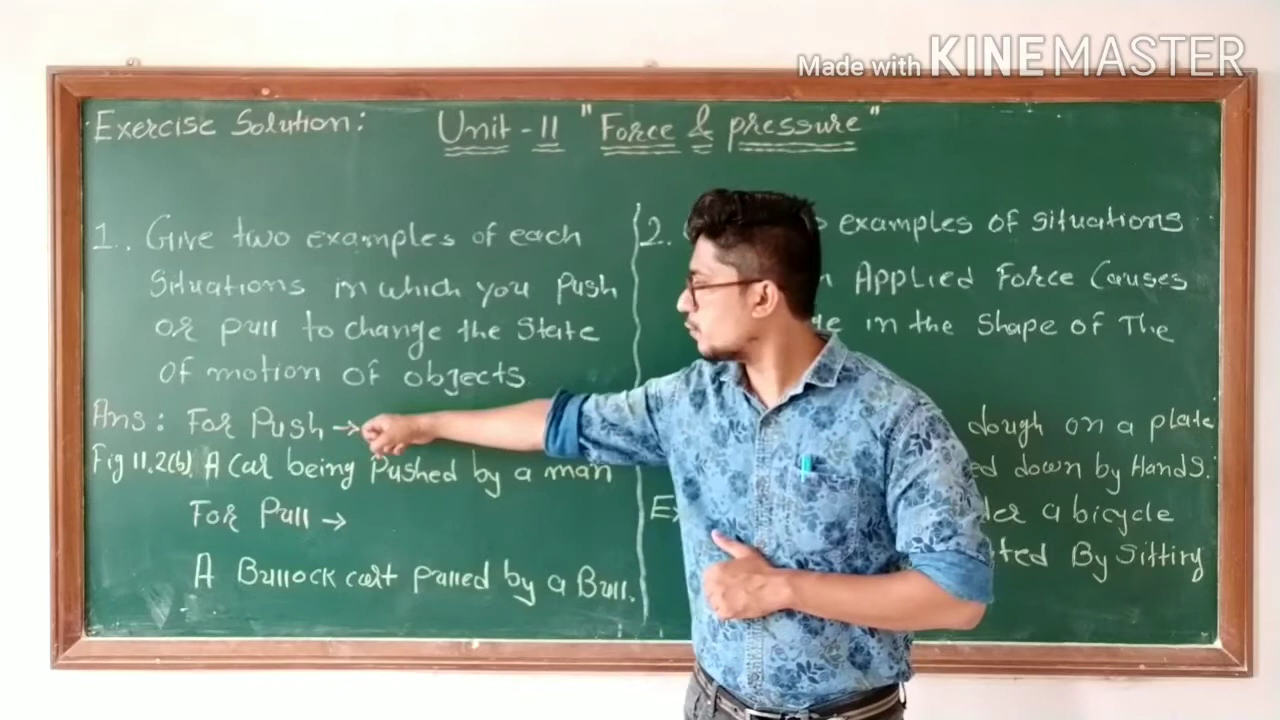 Made with KINEMASTER
Exercise Solution: Unit - 11 "Force & pressure"
1. Give two examples of each
Situations in which you push
or pull to change the State
of motion of objects
Ans: For Push →
Fig 11.2(b) A Car being Pushed by a man
For Pull →
A Bullock cart pulled by a Bull.
2. examples of situations
Applied Force Causes
in the Shape of The
dough on a plate
down by Hands.
a bicycle
By Sitting